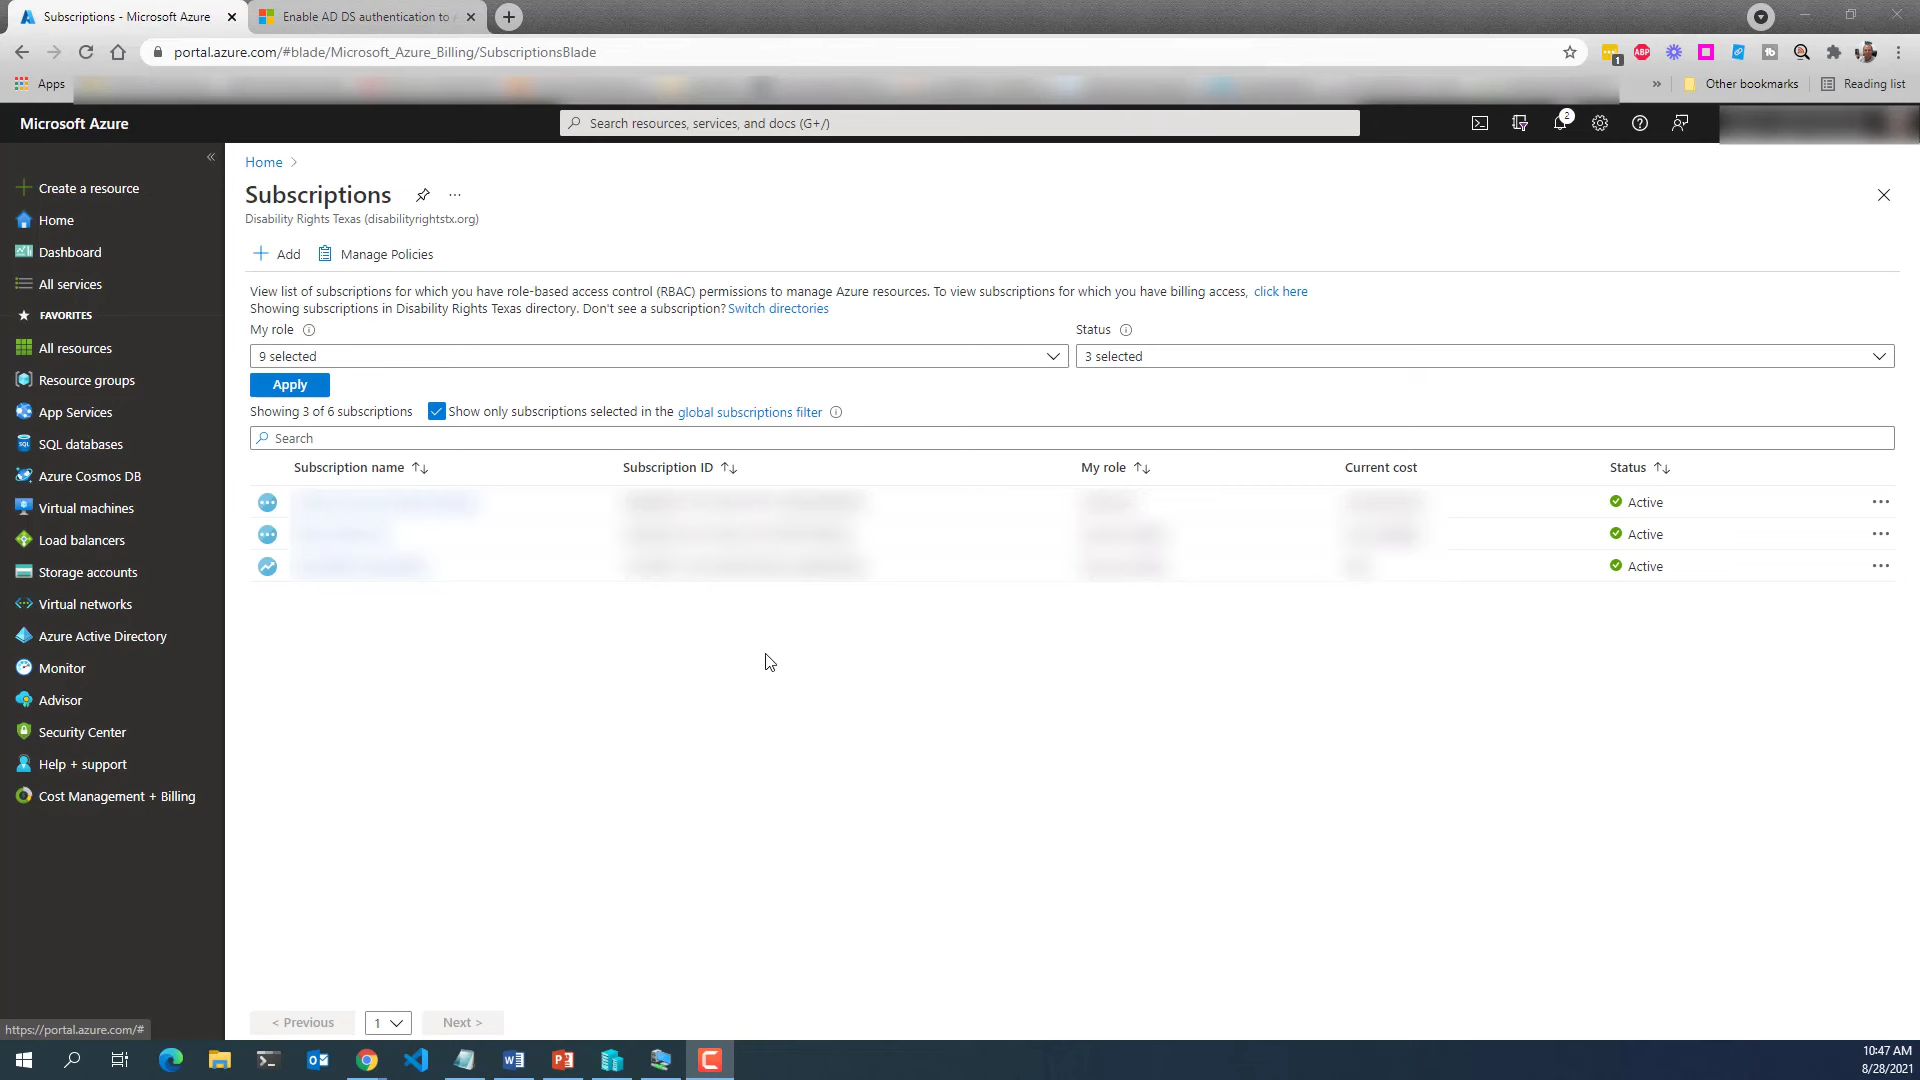 Subscriptions - Microsoft Azure
Enable AD DS authentication to
portal.azure.com/#blade/Microsoft_Azure_Billing/SubscriptionsBlade
1
ABP
Apps
»
Other bookmarks
Reading list
Microsoft Azure
Search resources, services, and docs (G+/)
2
«
Create a resource
Home
Dashboard
All services
FAVORITES
All resources
Resource groups
App Services
SQL databases
Azure Cosmos DB
Virtual machines
Load balancers
Storage accounts
Virtual networks
Azure Active Directory
Monitor
Advisor
Security Center
Help + support
Cost Management + Billing
Home >
Subscriptions
...
Disability Rights Texas (disabilityrightstx.org)
+ Add
Manage Policies
View list of subscriptions for which you have role-based access control (RBAC) permissions to manage Azure resources. To view subscriptions for which you have billing access, click here
Showing subscriptions in Disability Rights Texas directory. Don't see a subscription? Switch directories
My role
Status
9 selected
3 selected
Apply
Showing 3 of 6 subscriptions
Show only subscriptions selected in the global subscriptions filter
Search
Subscription name ↑↓
Subscription ID ↑↓
My role ↑↓
Current cost
Status ↑↓
Active
Active
Active
< Previous
1
Next >
https://portal.azure.com/#
10:47 AM
8/28/2021